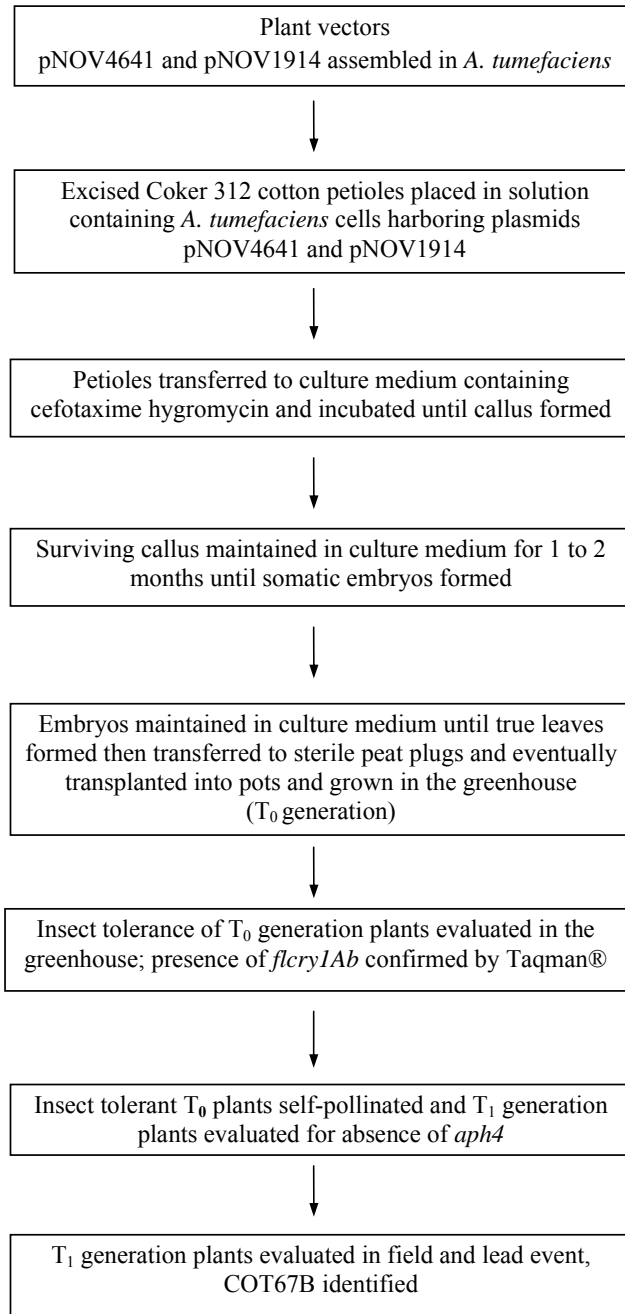 Plant vectors
pNOV4641 and pNOV1914 assembled in A. tumefaciens
Excised Coker 312 cotton petioles placed in solution
containing A. tumefaciens cells harboring plasmids
pNOV4641 and pNOV1914
Petioles transferred to culture medium containing
cefotaxime hygromycin and incubated until callus formed
Surviving callus maintained in culture medium for 1 to 2
months until somatic embryos formed
Embryos maintained in culture medium until true leaves
formed then transferred to sterile peat plugs and eventually
transplanted into pots and grown in the greenhouse
(T0 generation)
Insect tolerance of T0 generation plants evaluated in the
greenhouse; presence of flcry1Ab confirmed by Taqman®
Insect tolerant T0 plants self-pollinated and T1 generation
plants evaluated for absence of aph4
T1 generation plants evaluated in field and lead event,
COT67B identified